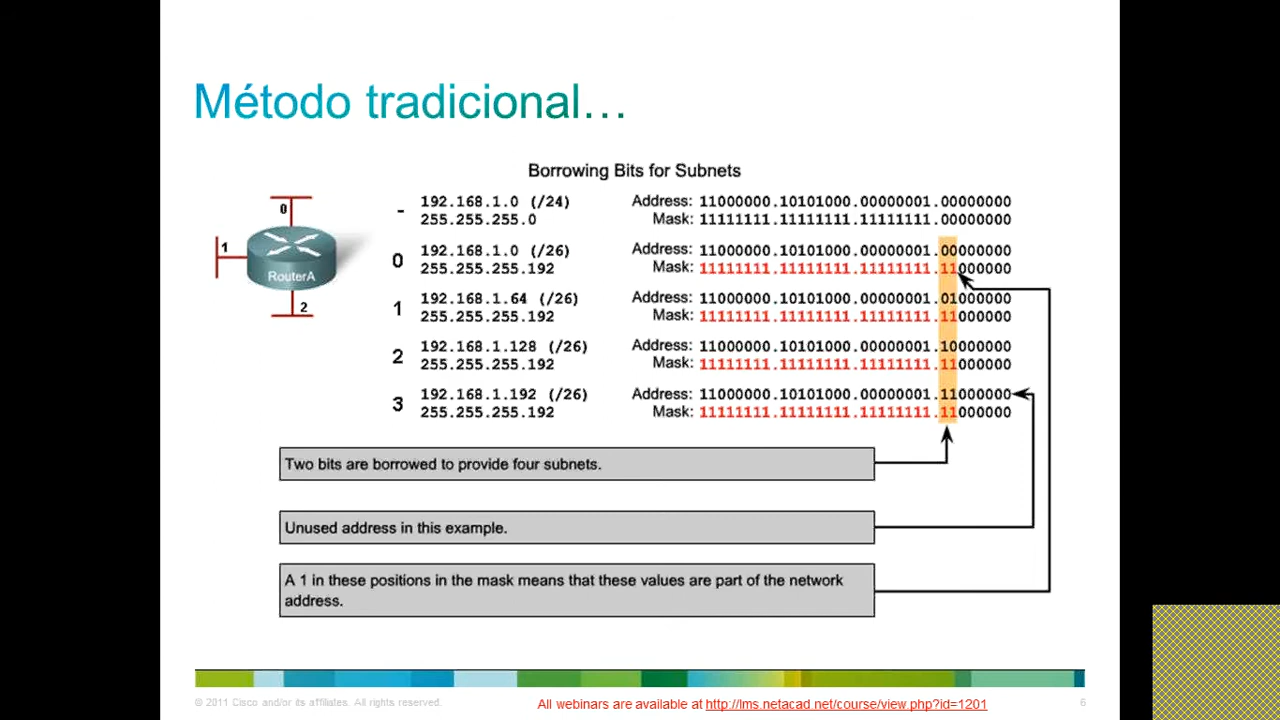 Método tradicional…
Borrowing Bits for Subnets
0
1
RouterA
2
- 192.168.1.0 (/24) Address: 11000000.10101000.00000001.00000000
255.255.255.0 Mask: 11111111.11111111.11111111.00000000
0 192.168.1.0 (/26) Address: 11000000.10101000.00000001.00000000
255.255.255.192 Mask: 11111111.11111111.11111111.11000000
1 192.168.1.64 (/26) Address: 11000000.10101000.00000001.01000000
255.255.255.192 Mask: 11111111.11111111.11111111.11000000
2 192.168.1.128 (/26) Address: 11000000.10101000.00000001.10000000
255.255.255.192 Mask: 11111111.11111111.11111111.11000000
3 192.168.1.192 (/26) Address: 11000000.10101000.00000001.11000000
255.255.255.192 Mask: 11111111.11111111.11111111.11000000
Two bits are borrowed to provide four subnets.
Unused address in this example.
A 1 in these positions in the mask means that these values are part of the network
address.
© 2011 Cisco and/or its affiliates. All rights reserved.
All webinars are available at http://lms.netacad.net/course/view.php?id=1201
6